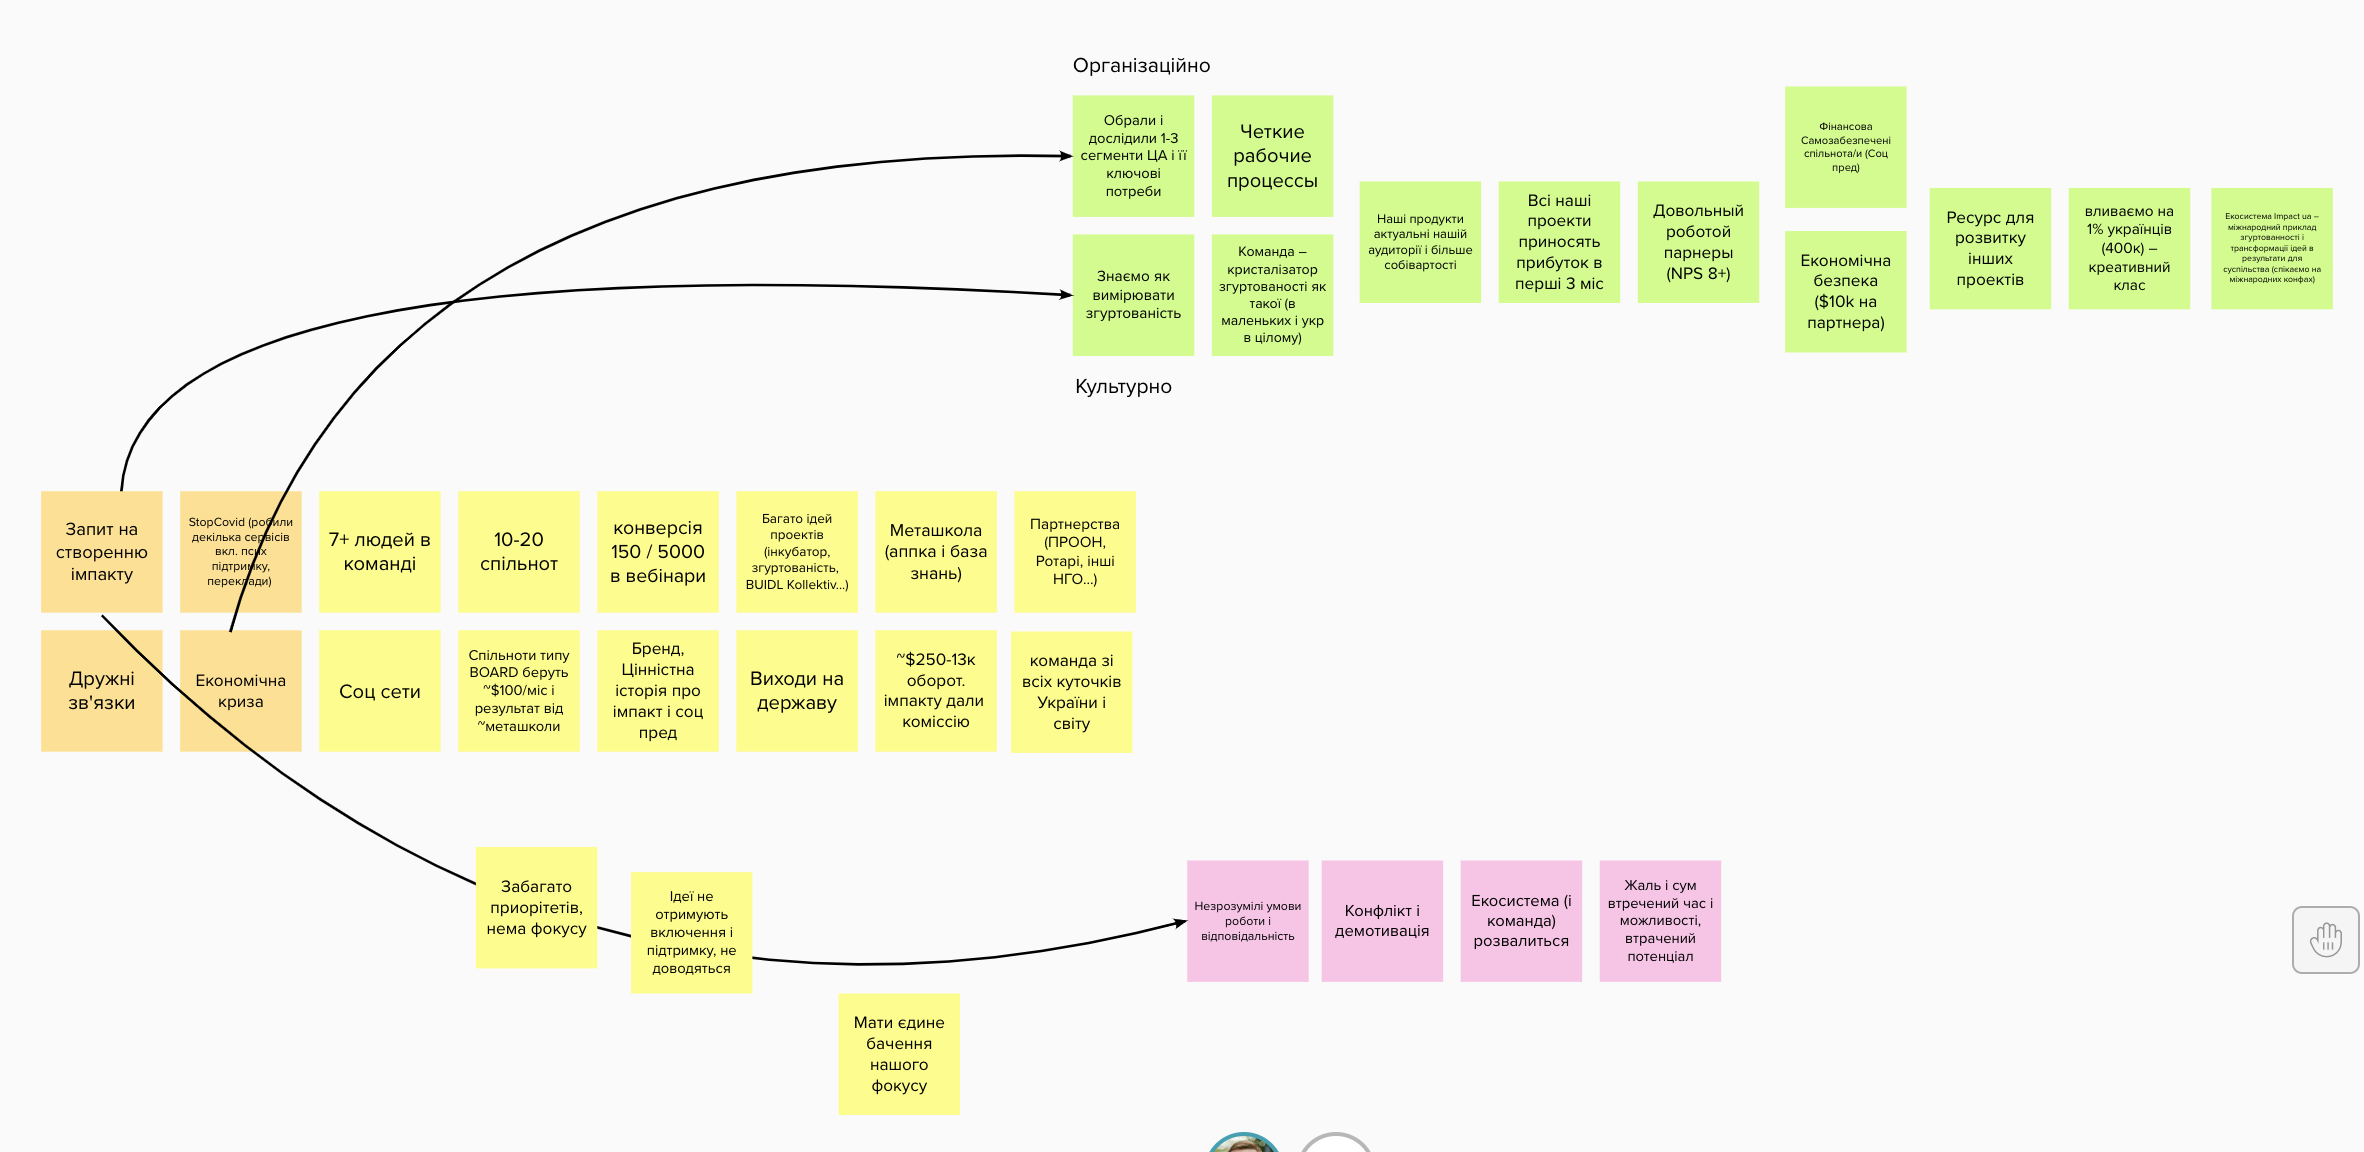 Організаційно
Обрали і
дослідили 1-3
сегменти ЦА і її
ключові
потреби
Четкие
рабочие
процессы
Знаємо як
вимірювати
згуртованість
Команда –
кристалізатор
згуртованості як
такої (в
маленьких і укр
в цілому)
Культурно
Наші продукти
актуальні нашій
аудиторії і більше
собівартості
Всі наші
проекти
приносять
прибуток в
перші 3 міс
Довольный
роботой
парнеры
(NPS 8+)
Фінансова
Самозабезпечені
спільнота/и (Соц
пред)
Економічна
безпека
($10k на
партнера)
Ресурс для
розвитку
інших
проектів
вливаємо на
1% українців
(400к) –
креативний
клас
Екосистема Impact ua –
міжнародний приклад
згуртованності і
трансформації ідей в
результати для
суспільства (спікаємо на
міжнародних конфах)
Запит на
створенню
імпакту
StopCovid (робили
декілька сервісів
вкл. псих
підтримку,
переклади)
7+ людей в
команді
10-20
спільнот
конверсія
150 / 5000
в вебінари
Багато ідей
проектів
(інкубатор,
згуртованість,
BUIDL Kollektiv...)
Меташкола
(аппка і база
знань)
Партнерства
(ПРООН,
Ротарі, інші
НГО...)
Дружні
зв'язки
Економічна
криза
Соц сети
Спільноти типу
BOARD беруть
~$100/міс і
результат від
~меташколи
Бренд,
Цінністна
історія про
імпакт і соц
пред
Виходи на
державу
~$250-13к
оборот.
імпакту дали
коміссію
команда зі
всіх куточків
України і
світу
Забагато
приорітетів,
нема фокусу
Ідеї не
отримують
включення і
підтримку, не
доводяться
Мати єдине
бачення
нашого
фокусу
Незрозумілі умови
роботи і
відповідальність
Конфлікт і
демотивація
Екосистема (і
команда)
розвалиться
Жаль і сум
втречений час і
можливості,
втрачений
потенціал